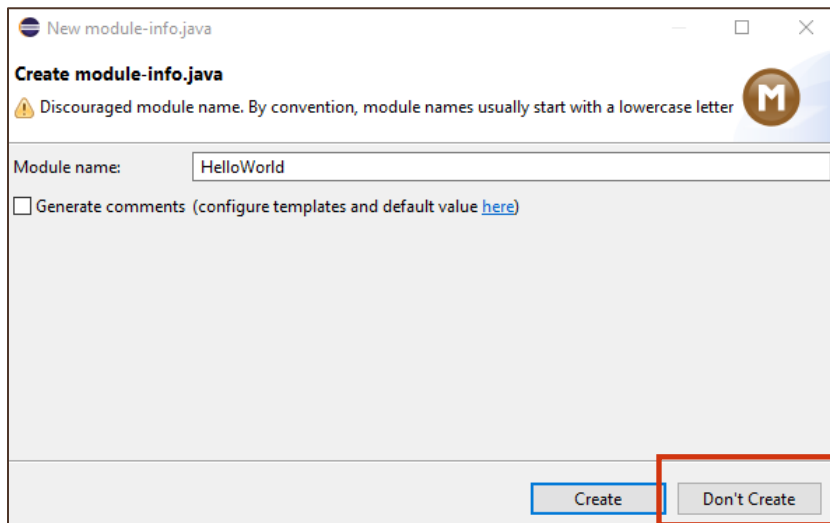 New module-info.java
Create module-info.java
Discouraged module name. By convention, module names usually start with a lowercase letter
M
Module name: HelloWorld
Generate comments (configure templates and default value here)
Create Don't Create